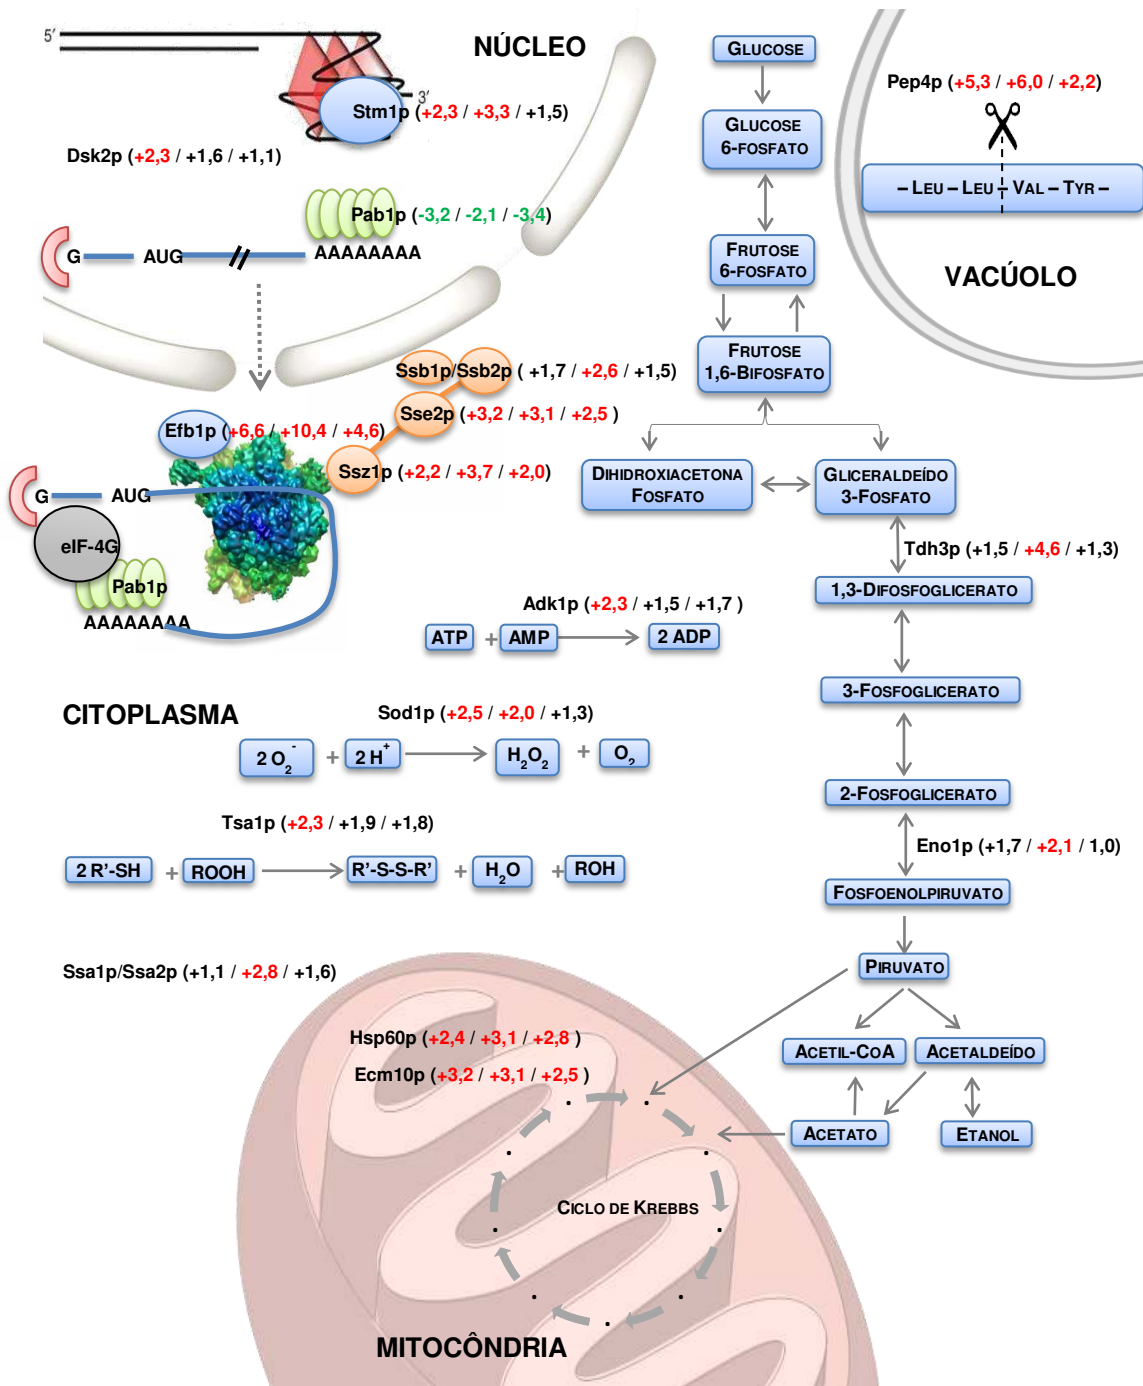 5'
NÚCLEO
3'
Stm1p (+2,3 / +3,3 / +1,5)
Dsk2p (+2,3 / +1,6 / +1,1)
Pab1p (-3,2 / -2,1 / -3,4)
G AUG AAAAAAAA
GLUCOSE
GLUCOSE
6-FOSFATO
FRUTOSE
6-FOSFATO
FRUTOSE
1,6-BIFOSFATO
DIHIDROXIACETONA
FOSFATO
GLICERALDEÍDO
3-FOSFATO
Pep4p (+5,3 / +6,0 / +2,2)
– LEU – LEU – VAL – TYR –
VACÚOLO
Ssb1p/Ssb2p ( +1,7 / +2,6 / +1,5)
Sse2p (+3,2 / +3,1 / +2,5 )
Efb1p (+6,6 / +10,4 / +4,6)
Ssz1p (+2,2 / +3,7 / +2,0)
G AUG
eIF-4G
Pab1p
AAAAAAAA
Tdh3p (+1,5 / +4,6 / +1,3)
1,3-DIFOSFOGLICERATO
Adk1p (+2,3 / +1,5 / +1,7 )
ATP + AMP 2 ADP
3-FOSFOGLICERATO
CITOPLASMA
Sod1p (+2,5 / +2,0 / +1,3)
2 O2- + 2 H+ H2O2 + O2
2-FOSFOGLICERATO
Tsa1p (+2,3 / +1,9 / +1,8)
Eno1p (+1,7 / +2,1 / 1,0)
2 R'-SH + ROOH R'-S-S-R' + H2O + ROH
FOSFOENOLPIRUVATO
PIRUVATO
Ssa1p/Ssa2p (+1,1 / +2,8 / +1,6)
Hsp60p (+2,4 / +3,1 / +2,8 )
Ecm10p (+3,2 / +3,1 / +2,5 )
ACETIL-COA ACETALDEÍDO
ACETATO ETANOL
CICLO DE KREBBS
MITOCÔNDRIA